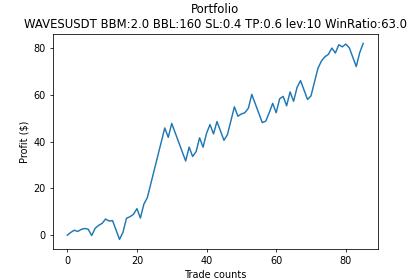 Portfolio
WAVESUSDT BBM:2.0 BBL:160 SL:0.4 TP:0.6 lev:10 WinRatio:63.0
80
60
40
20
0
Profit ($)
0 20 40 60 80
Trade counts